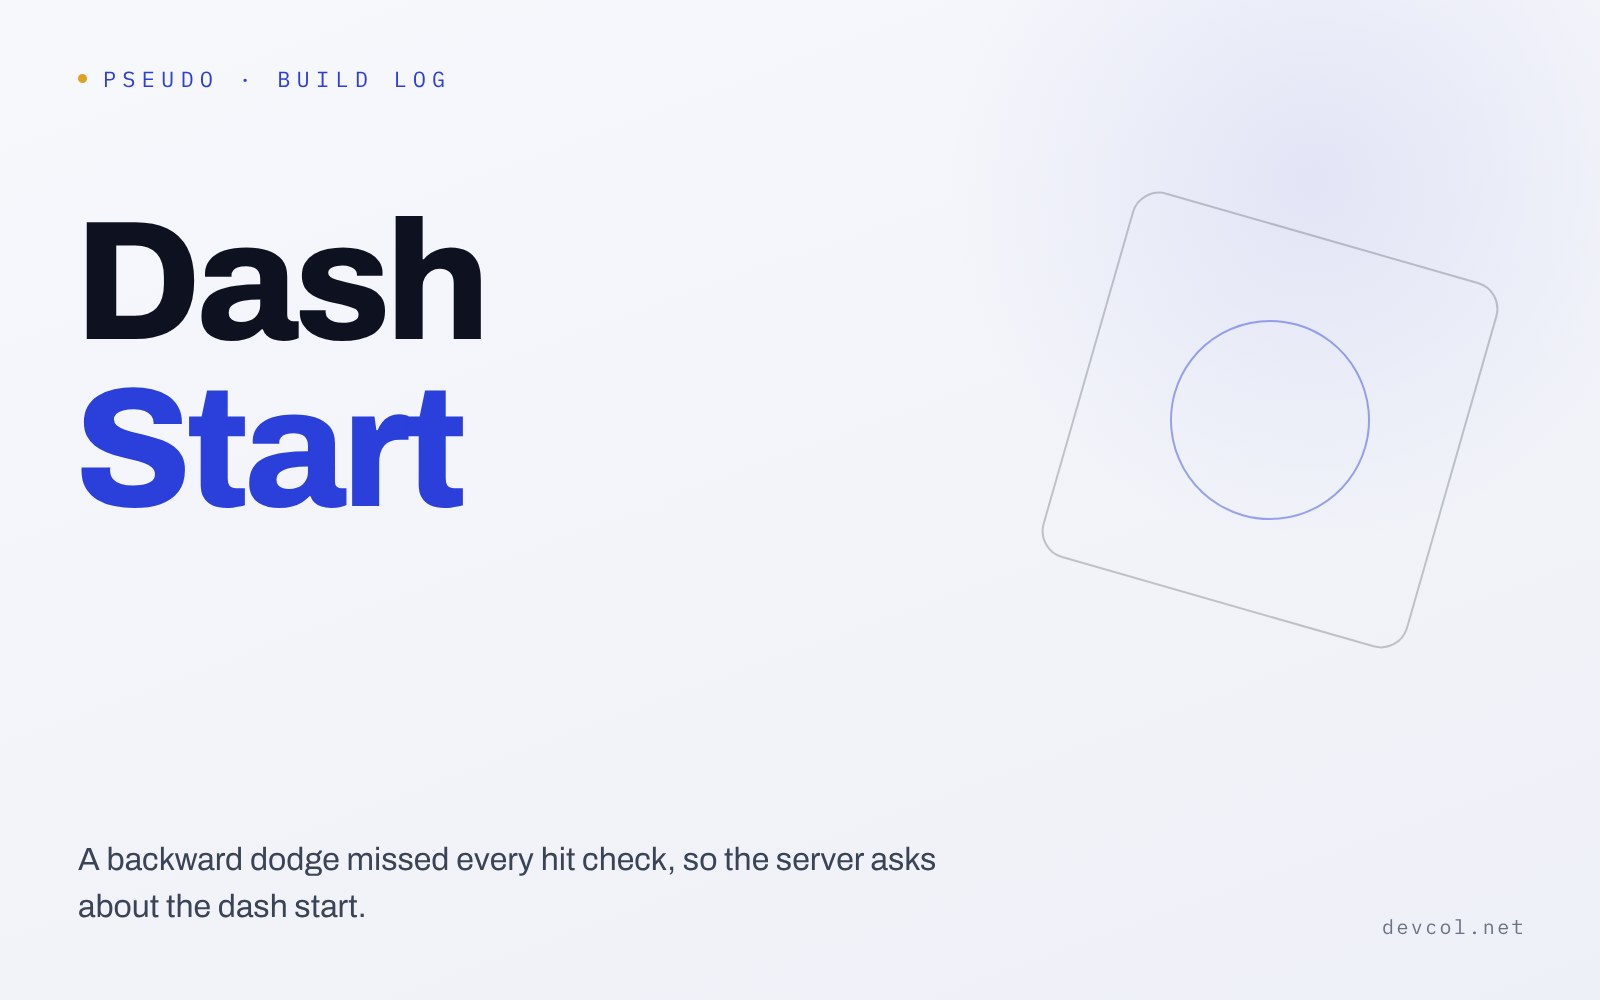 PSEUDO · BUILD LOG
Dash
Start
A backward dodge missed every hit check, so the server asks
about the dash start.
devcol.net